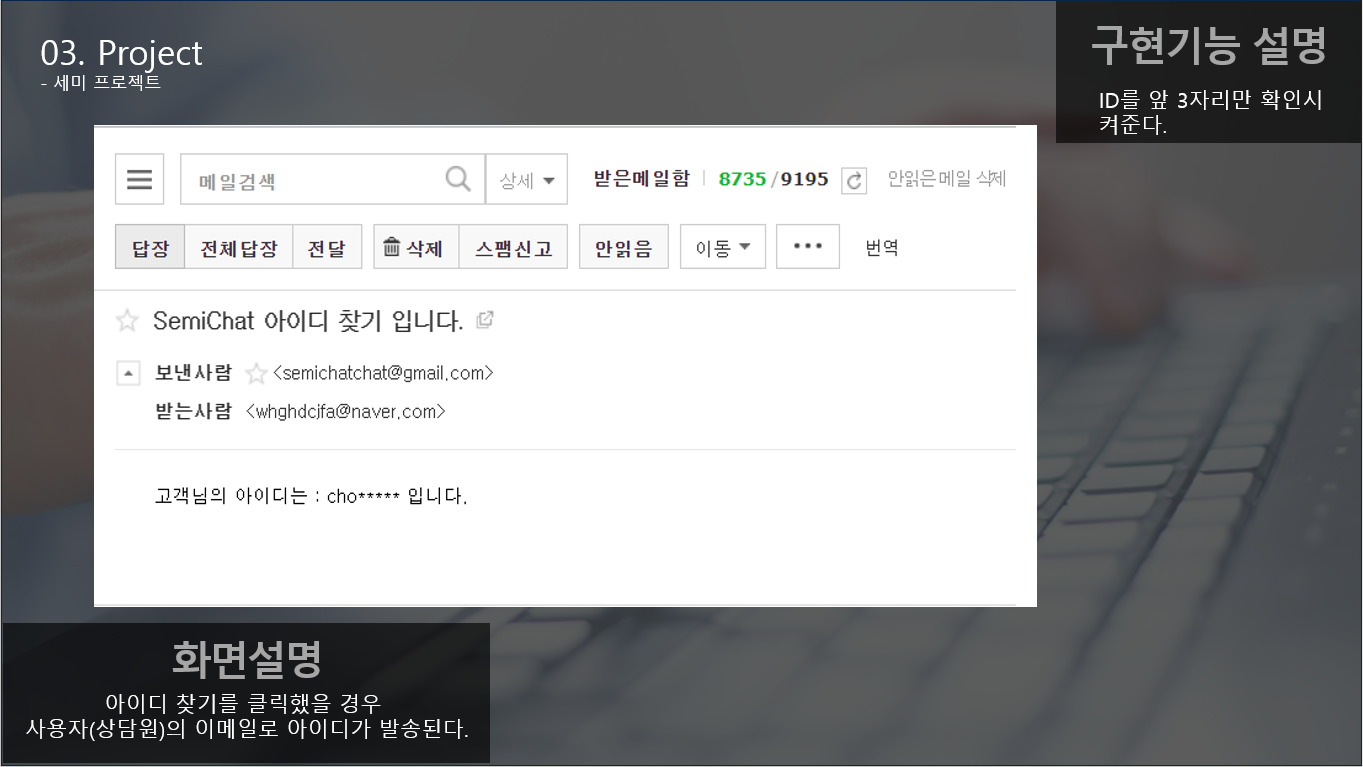 03. Project
- 세미 프로젝트
구현기능 설명
ID를 앞 3자리만 확인시
켜준다.
메일검색 상세 받은메일함 8735/9195 안읽은메일 삭제
답장 전체답장 전달 삭제 스팸신고 안읽음 이동 ••• 번역
SemiChat 아이디 찾기 입니다.
보낸사람 <semichatchat@gmail.com>
받는사람 <whghdcjfa@naver.com>
고객님의 아이디는 : cho***** 입니다.
화면설명
아이디 찾기를 클릭했을 경우
사용자(상담원)의 이메일로 아이디가 발송된다.